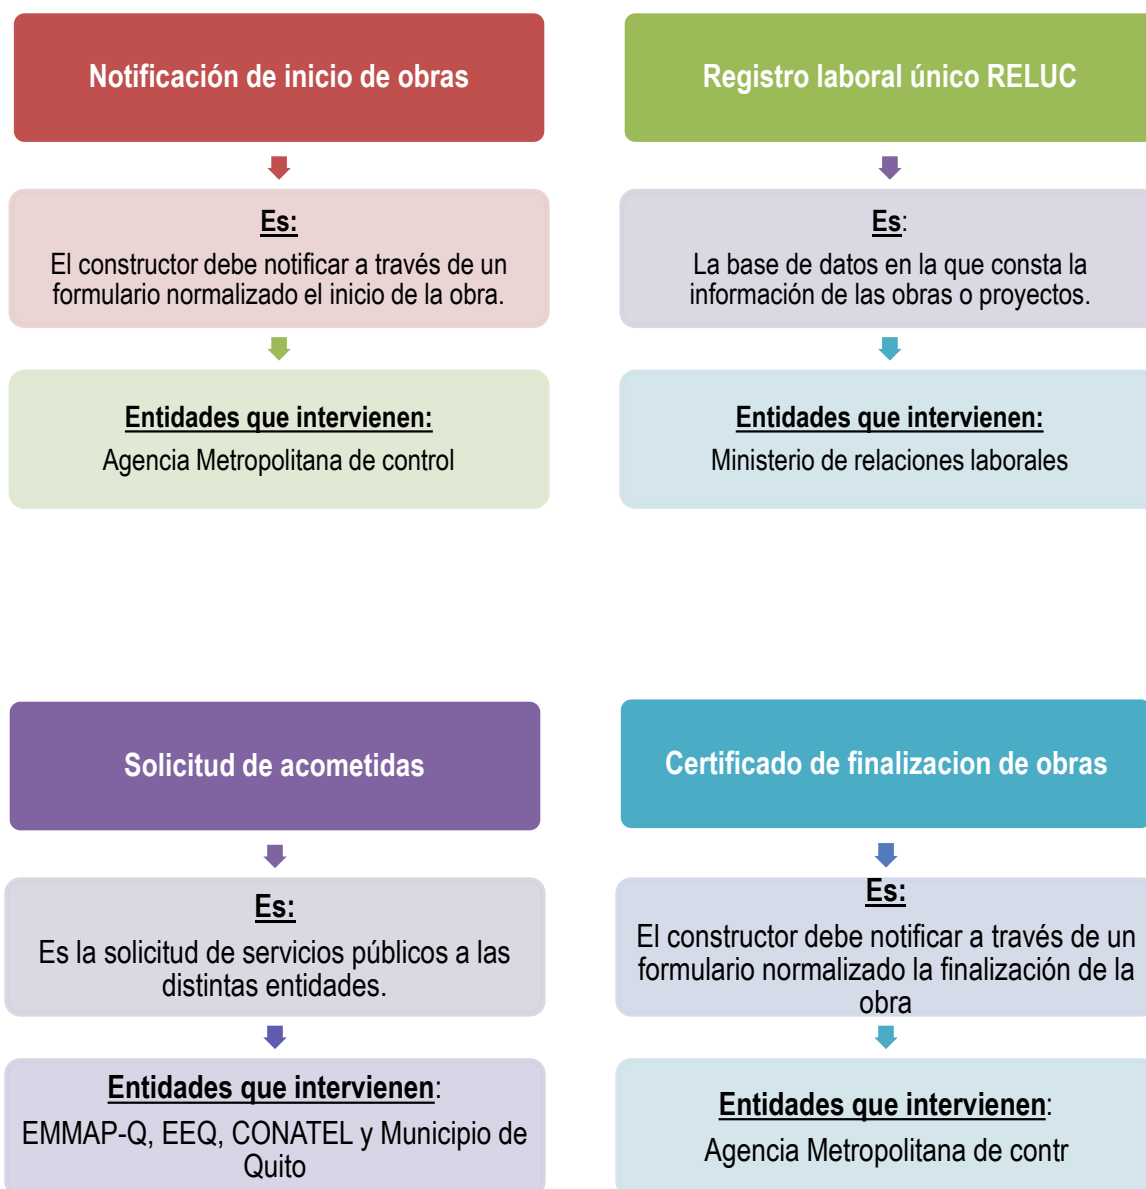 Notificación de inicio de obras
Es:
El constructor debe notificar a través de un
formulario normalizado el inicio de la obra.
Entidades que intervienen:
Agencia Metropolitana de control
Registro laboral único RELUC
Es:
La base de datos en la que consta la
información de las obras o proyectos.
Entidades que intervienen:
Ministerio de relaciones laborales
Solicitud de acometidas
Es:
Es la solicitud de servicios públicos a las
distintas entidades.
Entidades que intervienen:
EMMAP-Q, EEQ, CONATEL y Municipio de
Quito
Certificado de finalizacion de obras
Es:
El constructor debe notificar a través de un
formulario normalizado la finalización de la
obra
Entidades que intervienen:
Agencia Metropolitana de contr